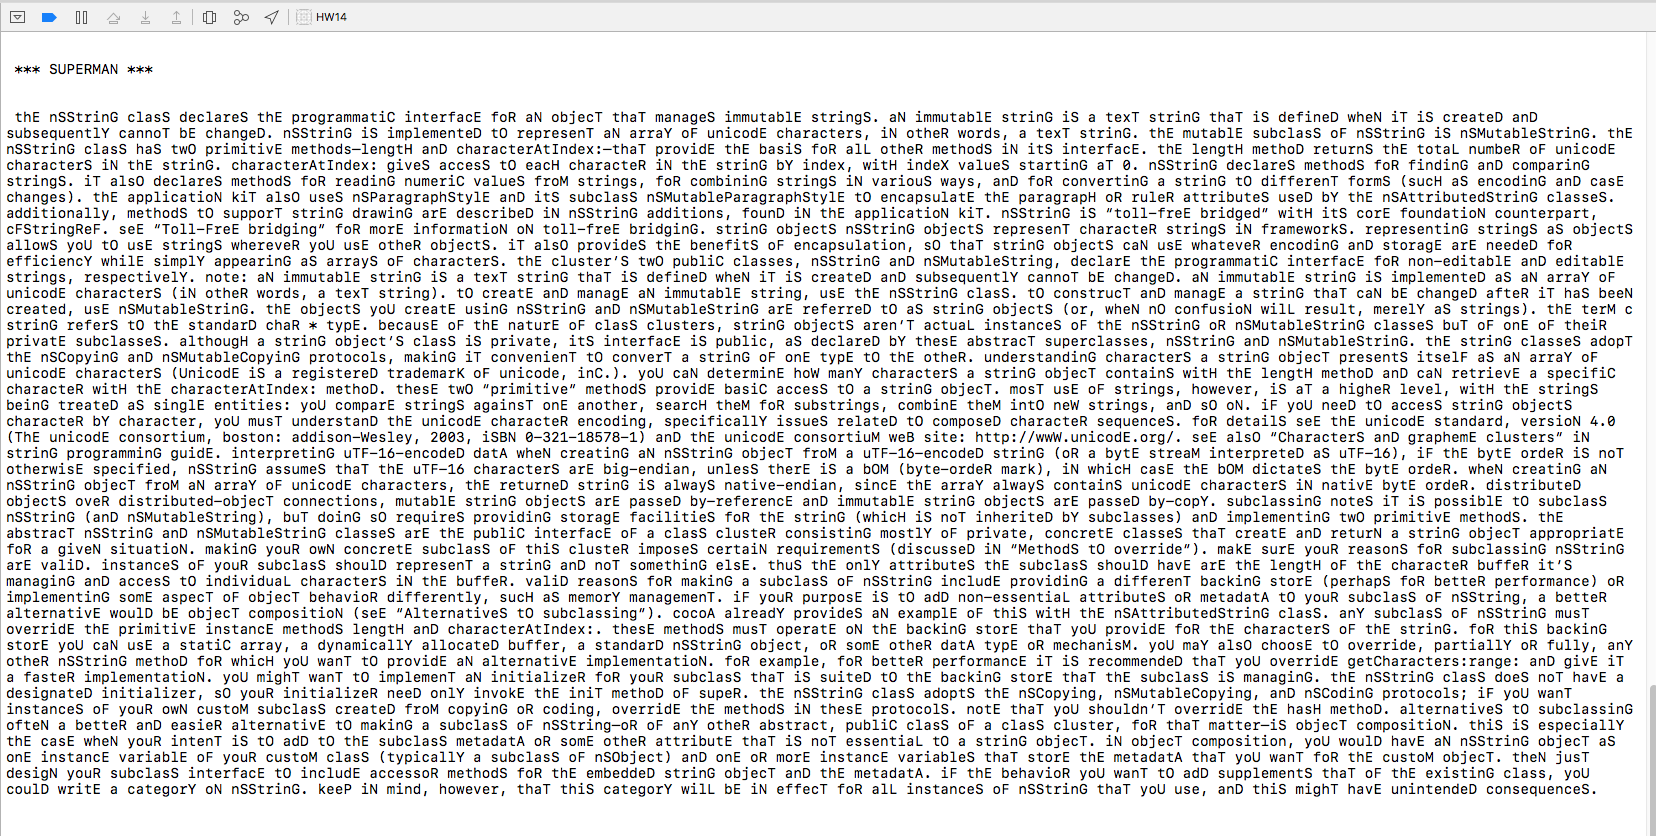 HW14
*** SUPERMAN ***
thE nSStrinG clasS declareS thE programmatiC interfacE foR aN objecT thaT manageS immutablE stringS. aN immutablE strinG iS a texT strinG thaT iS defineD wheN iT iS createD anD
subsequentlY cannoT bE changeD. nSStrinG iS implementeD tO represenT aN arraY oF unicodE characters, iN otheR words, a texT strinG. thE mutablE subclasS oF nSStrinG iS nSMutableStrinG. thE
nSStrinG clasS haS twO primitivE methods—lengtH anD characterAtIndex:—thaT providE thE basiS foR alL otheR methodS iN itS interfacE. thE lengtH methoD returnS thE totaL numbeR oF unicodE
characterS iN thE strinG. characterAtIndex: giveS accesS tO eacH characteR iN thE strinG bY index, witH indeX valueS startinG aT 0. nSStrinG declareS methodS foR findinG anD comparinG
stringS. iT alsO declareS methodS foR readinG numeriC valueS froM strings, foR combininG stringS iN variouS ways, anD foR convertinG a strinG tO differenT formS (sucH aS encodinG anD casE
changes). thE applicatioN kiT alsO useS nSParagraphStylE anD itS subclasS nSMutableParagraphStylE tO encapsulatE thE paragrapH oR ruleR attributeS useD bY thE nSAttributedStrinG classeS.
additionally, methodS tO supporT strinG drawinG arE describeD iN nSStrinG additions, founD iN thE applicatioN kiT. nSStrinG iS “toll-freE bridged” witH itS corE foundatioN counterpart,
cFStringReF. seE “Toll-FreE bridging” foR morE informatioN oN toll-freE bridginG. strinG objectS nSStrinG objectS represenT characteR stringS iN frameworkS. representinG stringS aS objectS
allowS yoU tO usE stringS whereveR yoU usE otheR objectS. iT alsO provideS thE benefitS oF encapsulation, sO thaT strinG objectS caN usE whateveR encodinG anD storagE arE needeD foR
efficiencY whilE simplY appearinG aS arrayS oF characterS. thE cluster’S twO publiC classes, nSStrinG anD nSMutableString, declarE thE programmatiC interfacE foR non-editablE anD editablE
strings, respectivelY. note: aN immutablE strinG iS a texT strinG thaT iS defineD wheN iT iS createD anD subsequentlY cannoT bE changeD. aN immutablE strinG iS implementeD aS aN arraY oF
unicodE characterS (iN otheR words, a texT string). tO creatE anD managE aN immutablE string, usE thE nSStrinG clasS. tO construcT anD managE a strinG thaT caN bE changeD afteR iT haS beeN
created, usE nSMutableStrinG. thE objectS yoU creatE usinG nSStrinG anD nSMutableStrinG arE referreD tO aS strinG objectS (or, wheN nO confusioN wilL result, merelY aS strings). thE terM c
strinG referS tO thE standarD chaR * typE. becausE oF thE naturE oF clasS clusters, strinG objectS aren’T actuaL instanceS oF thE nSStrinG oR nSMutableStrinG classeS buT oF onE oF theiR
privatE subclasseS. althougH a strinG object’S clasS iS private, itS interfacE iS public, aS declareD bY thesE abstracT superclasses, nSStrinG anD nSMutableStrinG. thE strinG classeS adopT
thE nSCopyinG anD nSMutableCopyinG protocols, makinG iT convenienT tO converT a strinG oF onE typE tO thE otheR. understandinG characterS a strinG objecT presentS itselF aS aN arraY oF
unicodE characterS (UnicodE iS a registereD trademarK oF unicode, inC.). yoU caN determinE hoW manY characterS a strinG objecT containS witH thE lengtH methoD anD caN retrievE a specifiC
characteR witH thE characterAtIndex: methoD. thesE twO “primitive” methodS providE basiC accesS tO a strinG objecT. mosT usE oF strings, however, iS aT a higheR level, witH thE stringS
beinG treateD aS singlE entities: yoU comparE stringS againsT onE another, searcH theM foR substrings, combinE theM intO neW strings, anD sO oN. iF yoU neeD tO accesS strinG objectS
characteR bY character, yoU musT understanD thE unicodE characteR encoding, specificallY issueS relateD tO composeD characteR sequenceS. foR detailS seE thE unicodE standard, versioN 4.0
(ThE unicodE consortium, boston: addison-Wesley, 2003, iSBN 0-321-18578-1) anD thE unicodE consortiuM weB site: http://wwW.unicodE.org/. seE alsO “CharacterS anD graphemE clusters” iN
strinG programminG guidE. interpretinG uTF-16-encodeD datA wheN creatinG aN nSStrinG objecT froM a uTF-16-encodeD strinG (oR a bytE streaM interpreteD aS uTF-16), iF thE bytE ordeR iS noT
otherwisE specified, nSStrinG assumeS thaT thE uTF-16 characterS arE big-endian, unlesS therE iS a bOM (byte-ordeR mark), iN whicH casE thE bOM dictateS thE bytE ordeR. wheN creatinG aN
nSStrinG objecT froM aN arraY oF unicodE characters, thE returneD strinG iS alwayS native-endian, sincE thE arraY alwayS containS unicodE characterS iN nativE bytE ordeR. distributeD
objectS oveR distributed-objecT connections, mutablE strinG objectS arE passeD by-referencE anD immutablE strinG objectS arE passeD by-copY. subclassinG noteS iT iS possiblE tO subclasS
nSStrinG (anD nSMutableString), buT doinG sO requireS providinG storagE facilitieS foR thE strinG (whicH iS noT inheriteD bY subclasses) anD implementinG twO primitivE methodS. thE
abstracT nSStrinG anD nSMutableStrinG classeS arE thE publiC interfacE oF a clasS clusteR consistinG mostlY oF private, concretE classeS thaT creatE anD returN a strinG objecT appropriatE
foR a giveN situatioN. makinG youR owN concretE subclasS oF thiS clusteR imposeS certaiN requirementS (discusseD iN “MethodS tO override”). makE surE youR reasonS foR subclassinG nSStrinG
arE valiD. instanceS oF youR subclasS shoulD represenT a strinG anD noT somethinG elsE. thuS thE onlY attributeS thE subclasS shoulD havE arE thE lengtH oF thE characteR buffeR it’S
managinG anD accesS tO individuaL characterS iN thE buffeR. valiD reasonS foR makinG a subclasS oF nSStrinG includE providinG a differenT backinG storE (perhapS foR betteR performance) oR
implementinG somE aspecT oF objecT behavioR differently, sucH aS memorY managemenT. iF youR purposE iS tO adD non-essentiaL attributeS oR metadatA tO youR subclasS oF nSString, a betteR
alternativE woulD bE objecT compositioN (seE “AlternativeS tO subclassing”). cocoA alreadY provideS aN examplE oF thiS witH thE nSAttributedStrinG clasS. anY subclasS oF nSStrinG musT
overridE thE primitivE instancE methodS lengtH anD characterAtIndex:. thesE methodS musT operatE oN thE backinG storE thaT yoU providE foR thE characterS oF thE strinG. foR thiS backinG
storE yoU caN usE a statiC array, a dynamicallY allocateD buffer, a standarD nSStrinG object, oR somE otheR datA typE oR mechanisM. yoU maY alsO choosE tO override, partiallY oR fully, anY
otheR nSStrinG methoD foR whicH yoU wanT tO providE aN alternativE implementatioN. foR example, foR betteR performancE iT iS recommendeD thaT yoU overridE getCharacters:range: anD givE iT
a fasteR implementatioN. yoU mighT wanT tO implemenT aN initializeR foR youR subclasS thaT iS suiteD tO thE backinG storE thaT thE subclasS iS managinG. thE nSStrinG clasS doeS noT havE a
designateD initializer, sO youR initializeR neeD onlY invokE thE iniT methoD oF supeR. thE nSStrinG clasS adoptS thE nSCopying, nSMutableCopying, anD nSCodinG protocols; iF yoU wanT
instanceS oF youR owN custoM subclasS createD froM copyinG oR coding, overridE thE methodS iN thesE protocolS. notE thaT yoU shouldn’T overridE thE hasH methoD. alternativeS tO subclassinG
ofteN a betteR anD easieR alternativE tO makinG a subclasS oF nSString—oR oF anY otheR abstract, publiC clasS oF a clasS cluster, foR thaT matter—iS objecT compositioN. thiS iS especiallY
thE casE wheN youR intenT iS tO adD tO thE subclasS metadatA oR somE otheR attributE thaT iS noT essentiaL tO a strinG objecT. iN objecT composition, yoU woulD havE aN nSStrinG objecT aS
onE instancE variablE oF youR custoM clasS (typicallY a subclasS oF nSObject) anD onE oR morE instancE variableS thaT storE thE metadatA thaT yoU wanT foR thE custoM objecT. theN jusT
desigN youR subclasS interfacE tO includE accessoR methodS foR thE embeddeD strinG objecT anD thE metadatA. iF thE behavioR yoU wanT tO adD supplementS thaT oF thE existinG class, yoU
coulD writE a categorY oN nSStrinG. keeP iN mind, however, thaT thiS categorY wilL bE iN effecT foR alL instanceS oF nSStrinG thaT yoU use, anD thiS mighT havE unintendeD consequenceS.